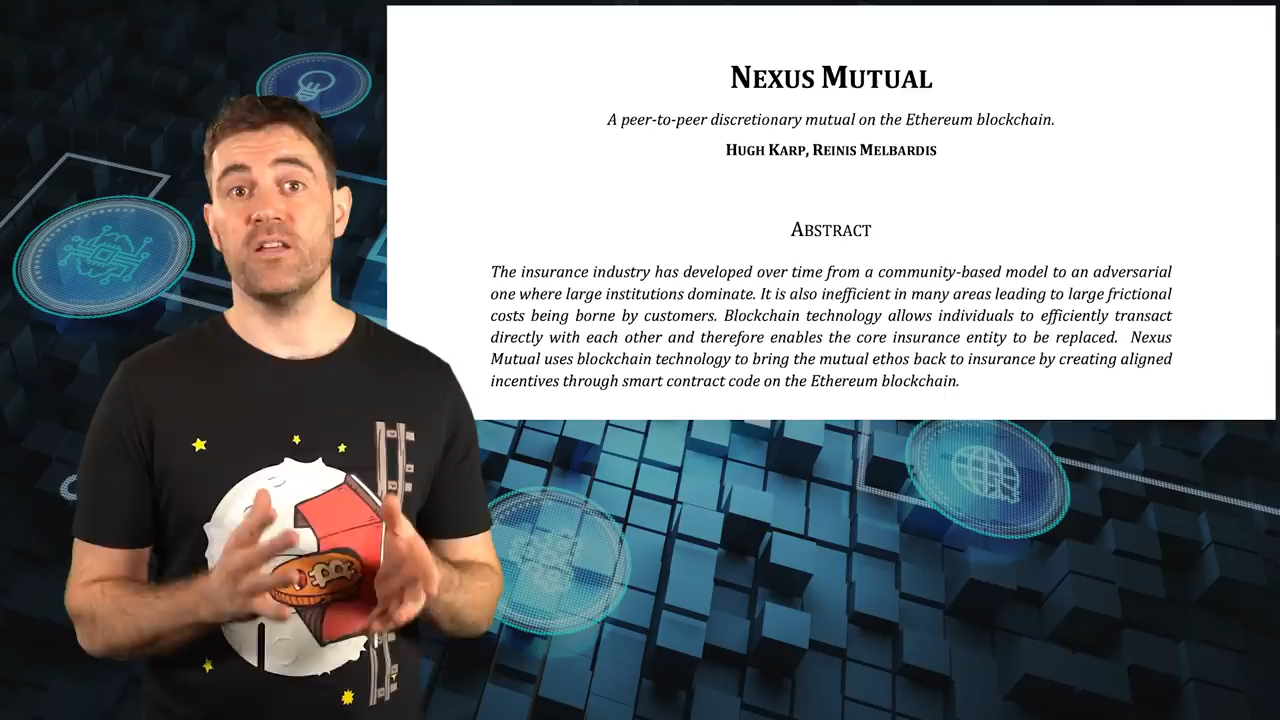 NEXUS MUTUAL
A peer-to-peer discretionary mutual on the Ethereum blockchain.
HUGH KARP, REINIS MELBARDIS
ABSTRACT
The insurance industry has developed over time from a community-based model to an adversarial
one where large institutions dominate. It is also inefficient in many areas leading to large frictional
costs being borne by customers. Blockchain technology allows individuals to efficiently transact
directly with each other and therefore enables the core insurance entity to be replaced. Nexus
Mutual uses blockchain technology to bring the mutual ethos back to insurance by creating aligned
incentives through smart contract code on the Ethereum blockchain.